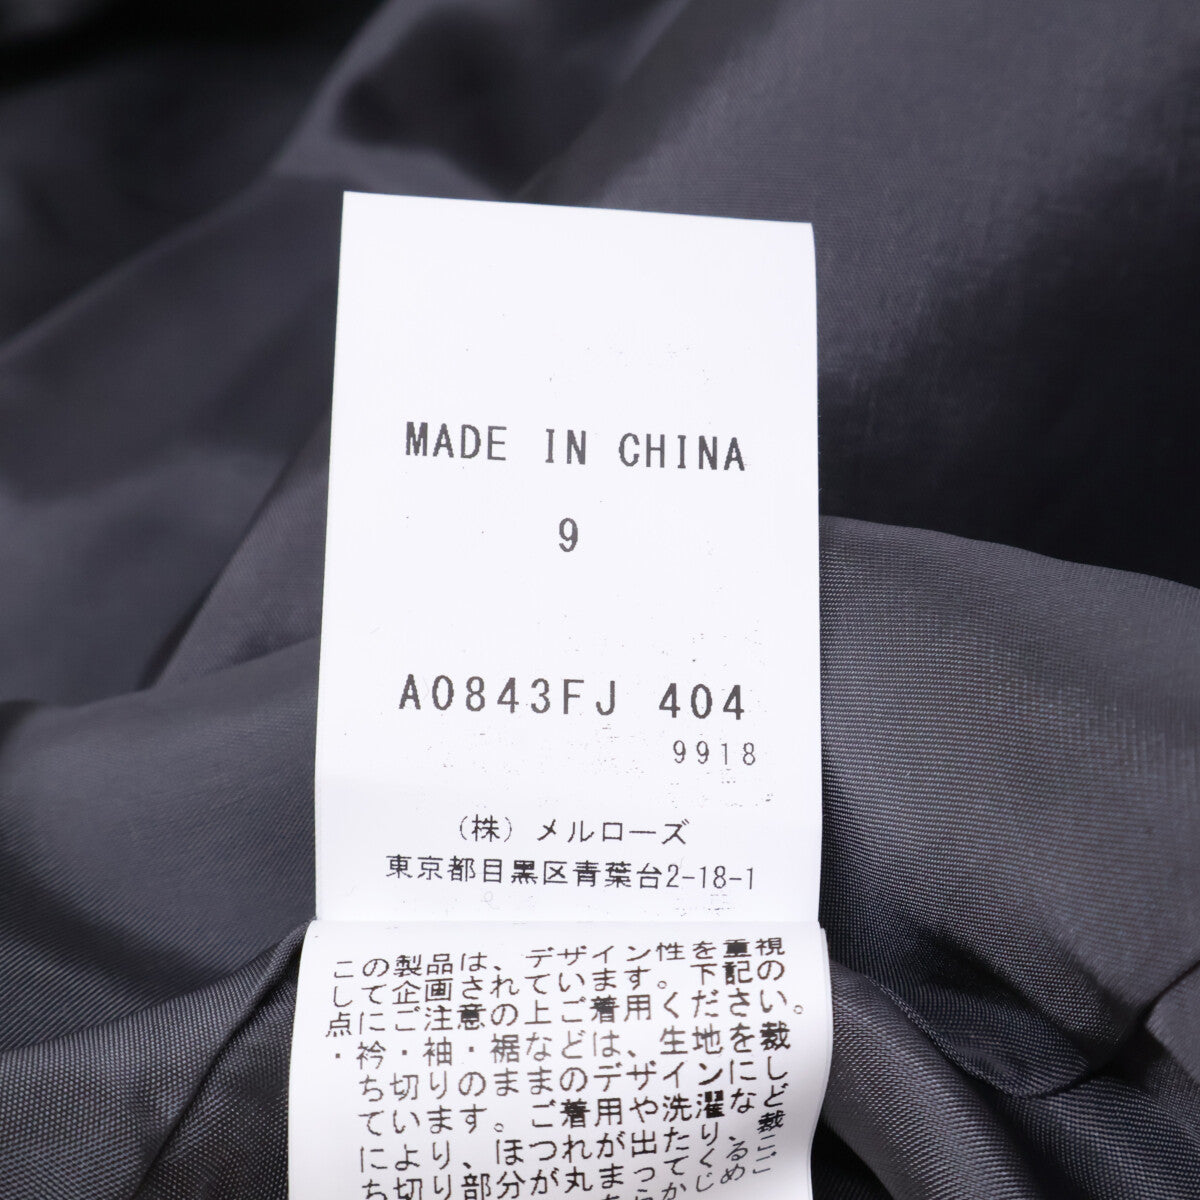 MADE IN CHINA
9
A0843FJ 404
9918
（株）メルローズ
東京都目黒区青葉台2-18-1
この製品は、デザイン性を重視
して企画されています。下記の
点にご注意の上ご着用ください。
・衿・袖・裾などは、生地を裁
ち切りのままのデザインにし
ています。ご着用や洗濯など
により、ほつれが出たり、裁
ち切り部分が丸まってくるこ